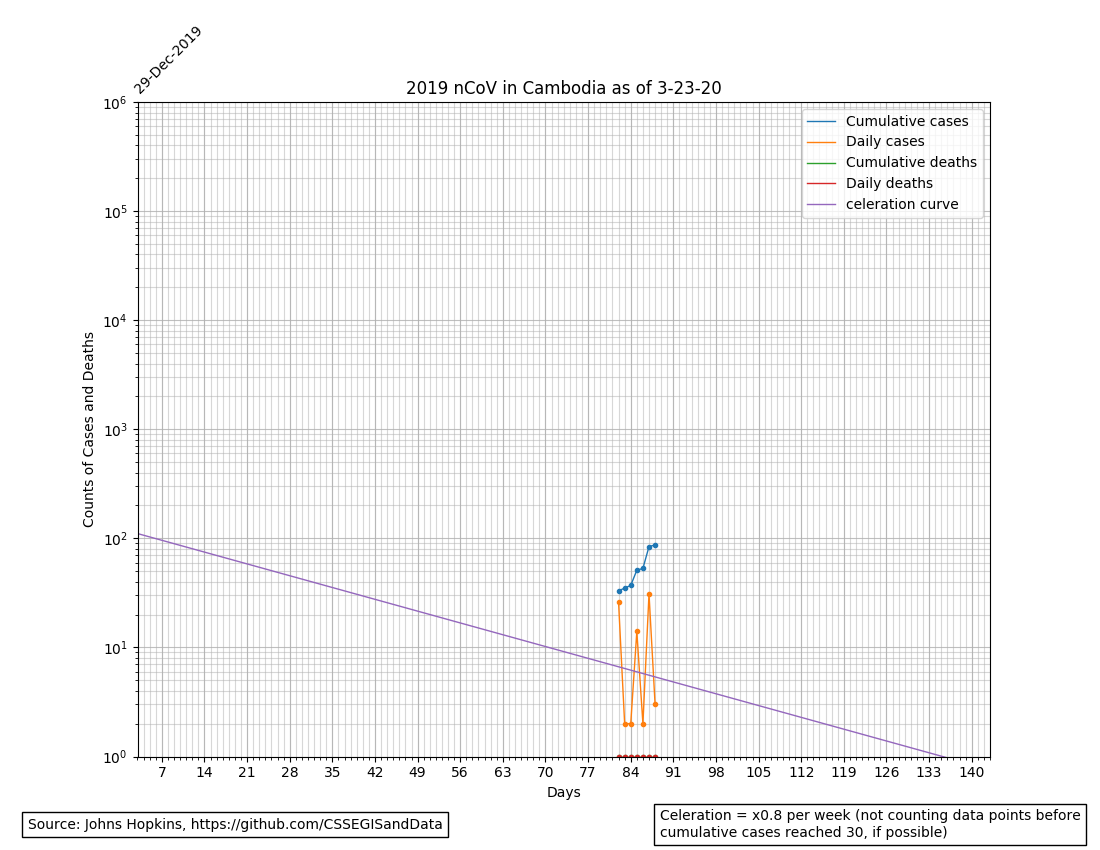 29-Dec-2019
2019 nCoV in Cambodia as of 3-23-20
Cumulative cases
Daily cases
Cumulative deaths
Daily deaths
celeration curve
Counts of Cases and Deaths
10^6
10^5
10^4
10^3
10^2
10^1
10^0
7 14 21 28 35 42 49 56 63 70 77 84 91 98 105 112 119 126 133 140
Days
Source: Johns Hopkins, https://github.com/CSSEGISandData
Celeration = x0.8 per week (not counting data points before
cumulative cases reached 30, if possible)